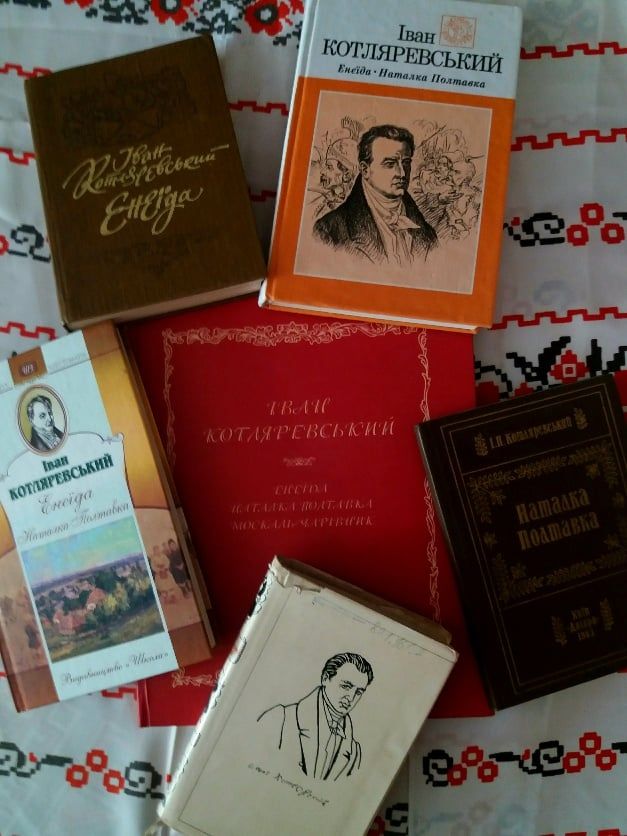 Іван
Котляревський
Енеїда
Іван
КОТЛЯРЕВСЬКИЙ
Енеїда • Наталка Полтавка
Іван
КОТЛЯРЕВСЬКИЙ
Енеїда
Наталка Полтавка
Видавництво «Школа»
ІВАН
КОТЛЯРЕВСЬКИЙ
ЕНЕЇДА
НАТАЛКА ПОЛТАВКА
МОСКАЛЬ-ЧАРІВНИК
І.П. Котляревський
Наталка
Полтавка
КИЇВ